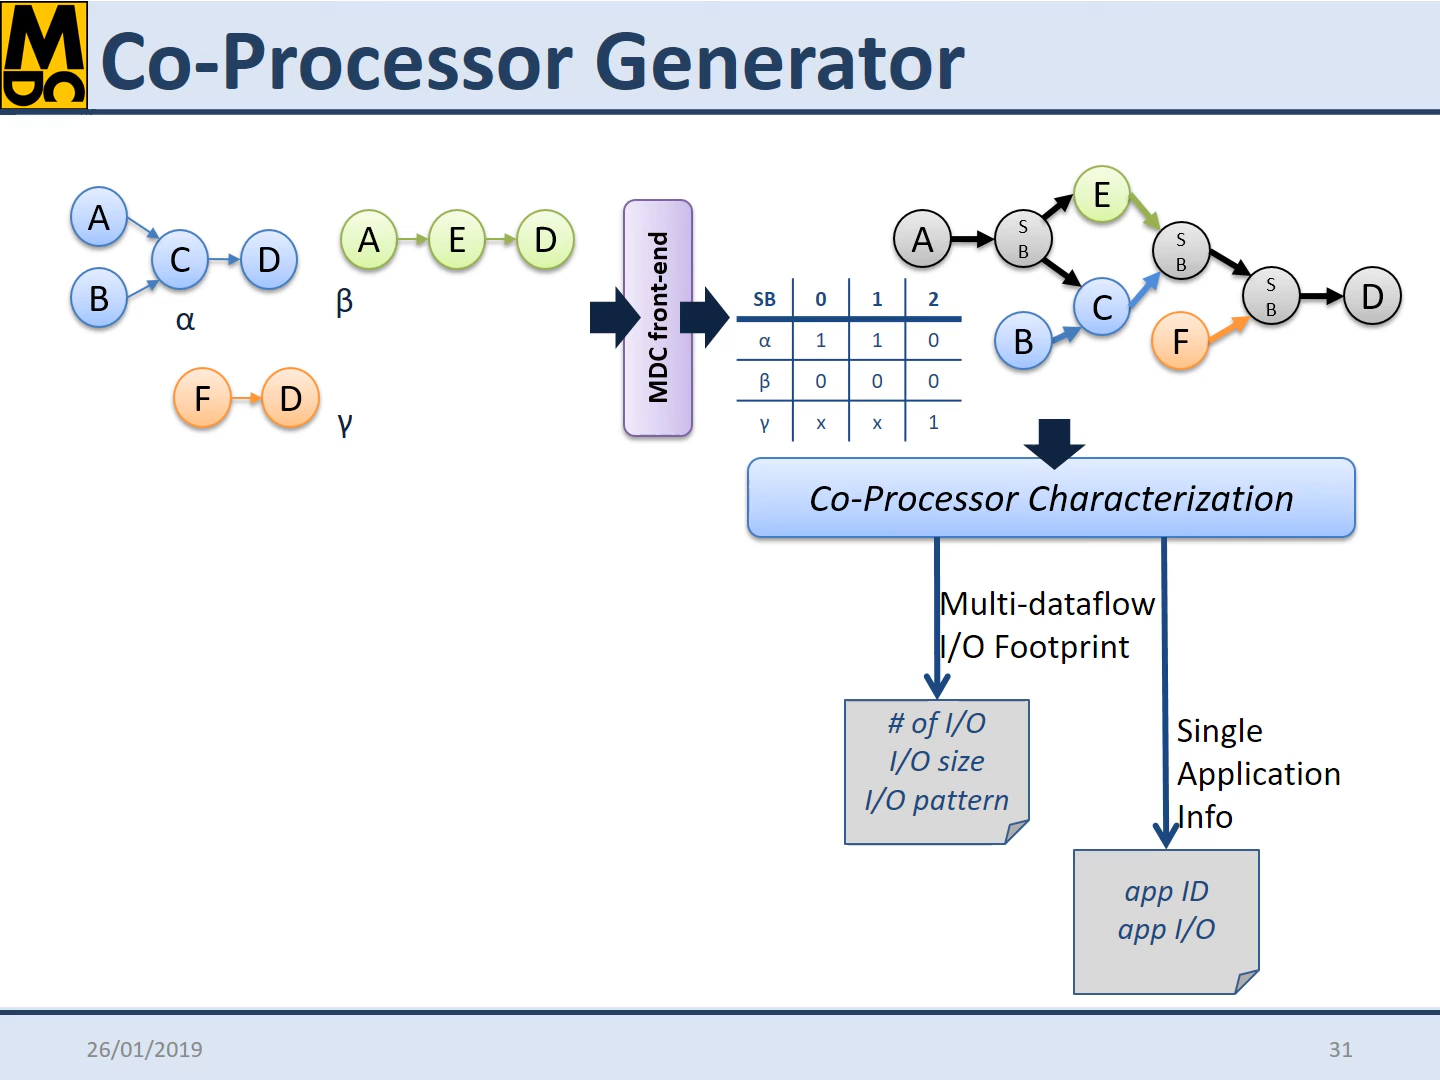 MDC
Co-Processor Generator
A
B
C
D
α
A
E
D
β
F
D
γ
MDC front-end
SB 0 1 2
α 1 1 0
β 0 0 0
γ x x 1
A
S
B
E
B
C
S
B
F
S
B
D
Co-Processor Characterization
Multi-dataflow
I/O Footprint
# of I/O
I/O size
I/O pattern
Single
Application
Info
app ID
app I/O
26/01/2019
31